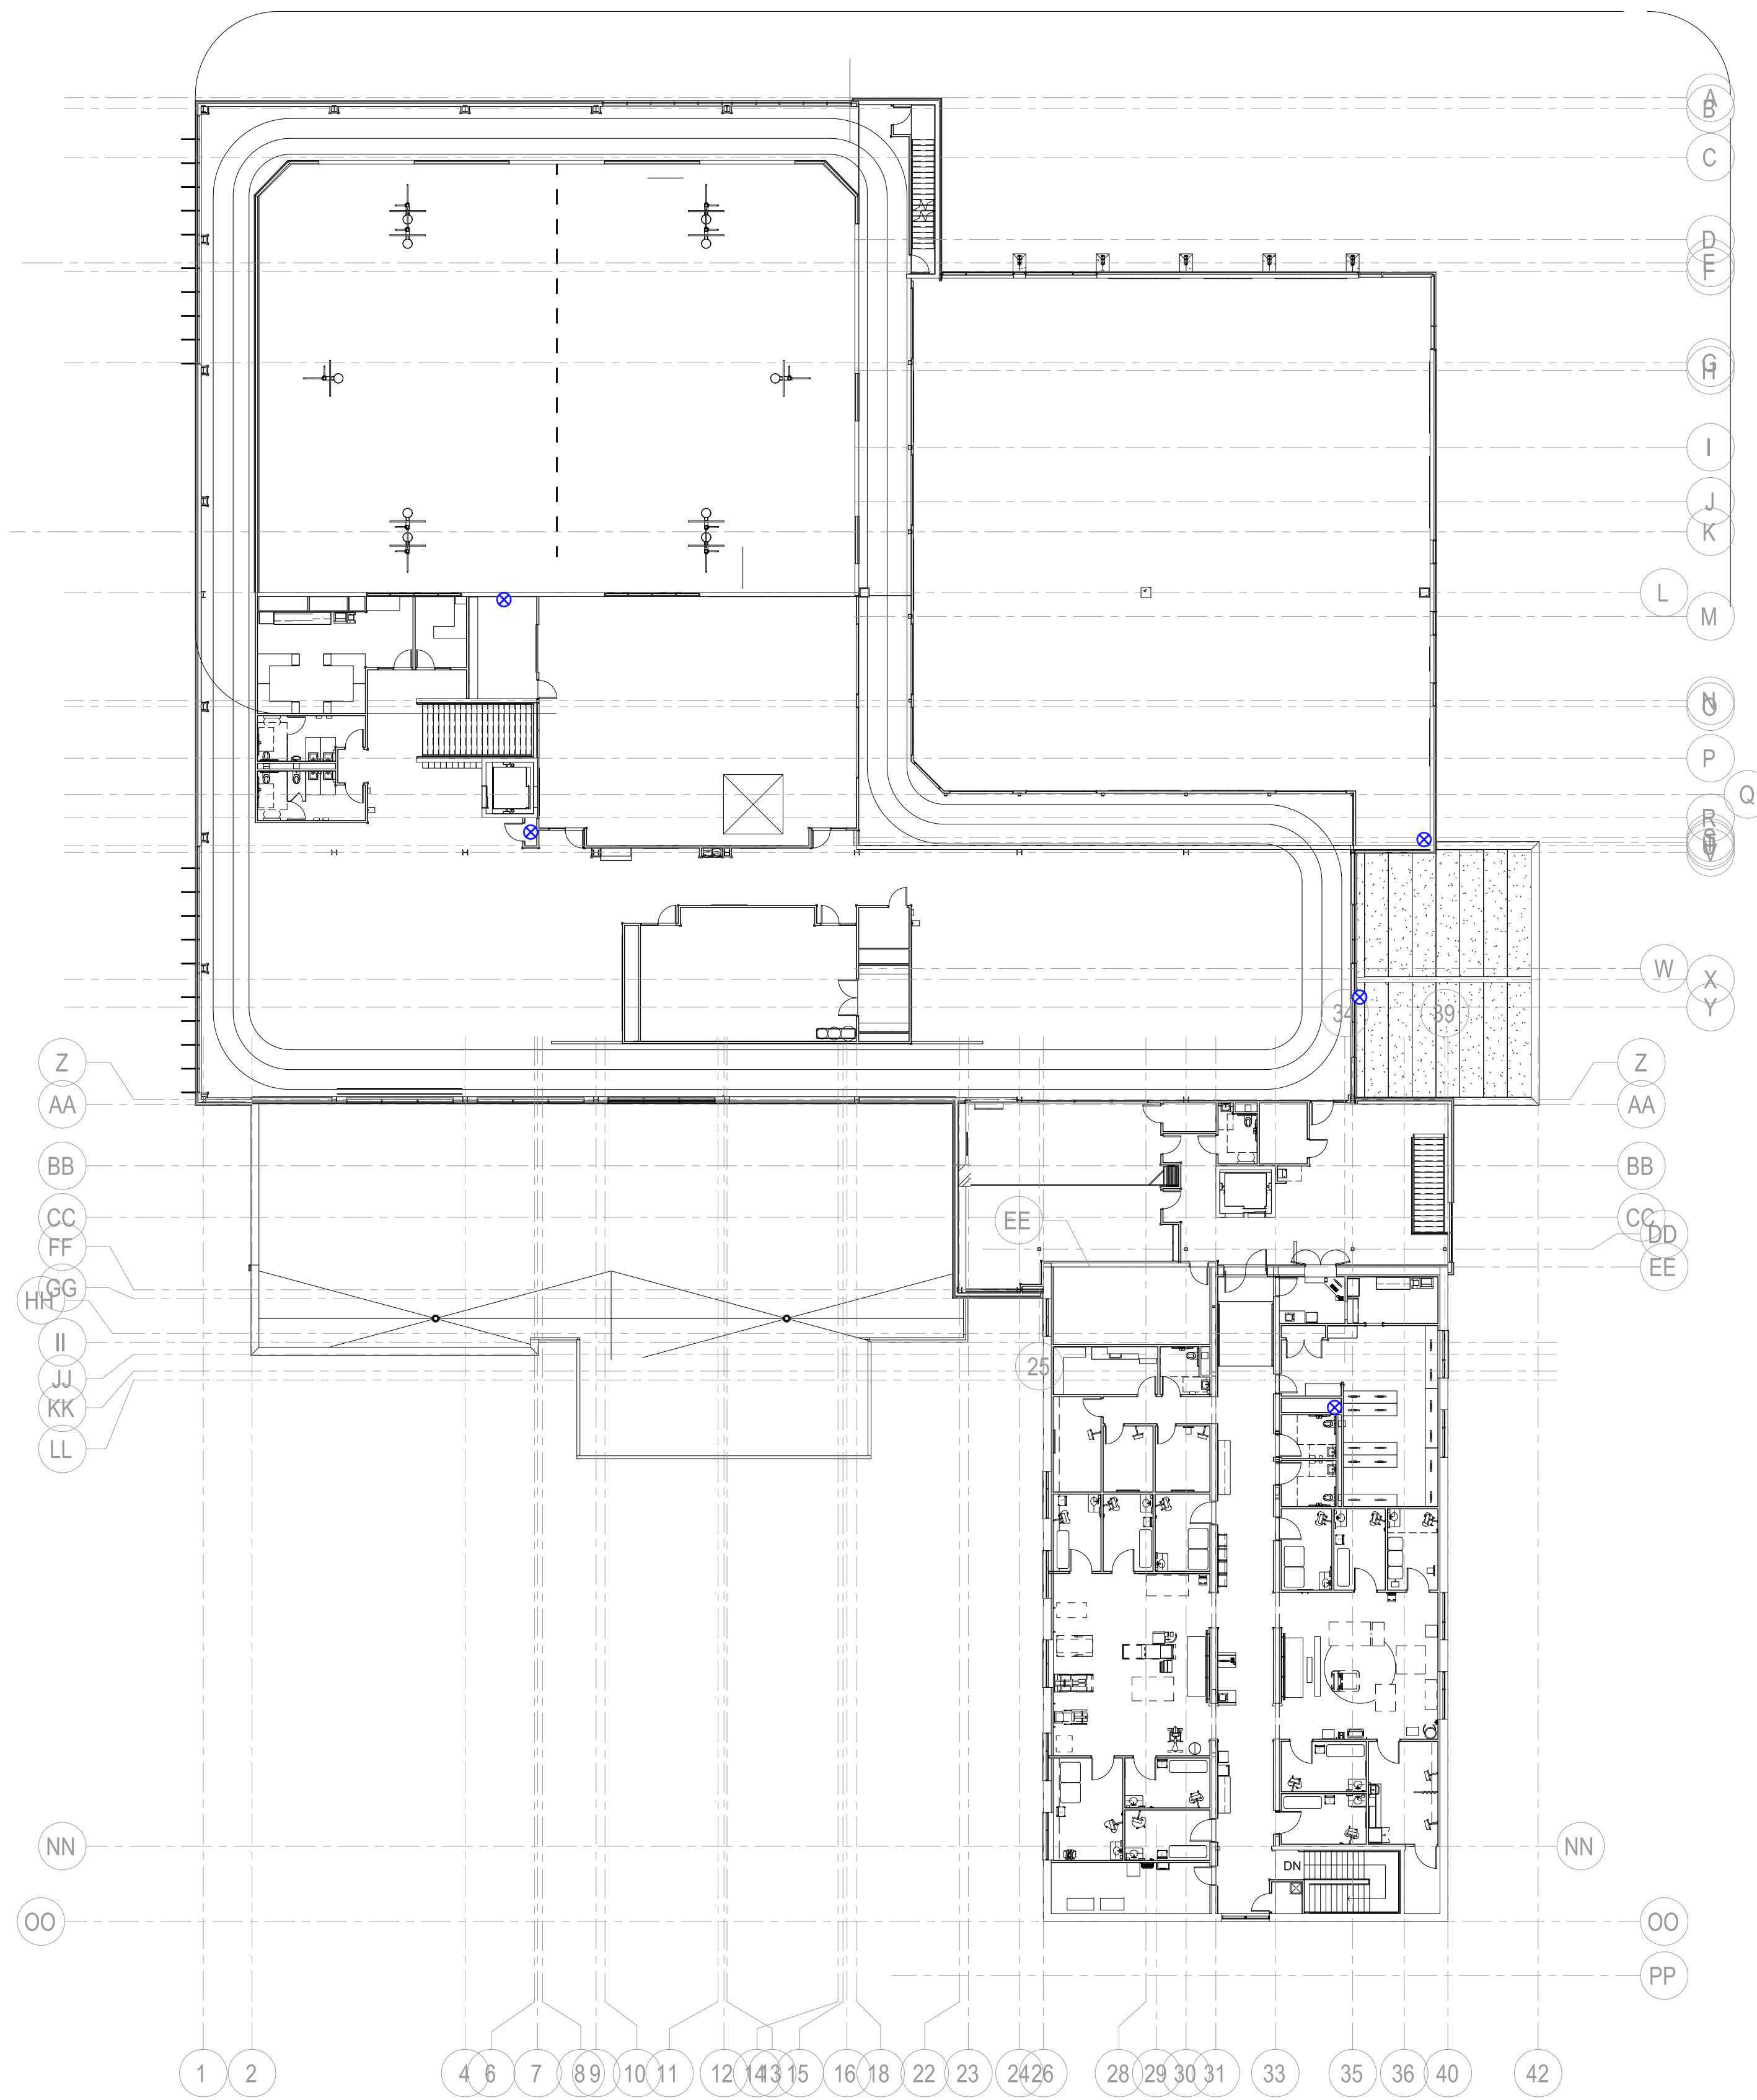 A
B
C
D
E
F
G
H
I
J
K
L
M
N
O
P
Q
R
S
U
V
W
X
Y
34
39
Z
Z
AA
AA
BB
BB
CC
EE
CC
FF
DD
EE
GG
HH
II
25
JJ
KK
LL
NN
NN
DN
OO
OO
PP
1
2
4
6
7
8
9
10
11
12
14
13
15
16
18
22
23
24
26
28
29
30
31
33
35
36
40
42